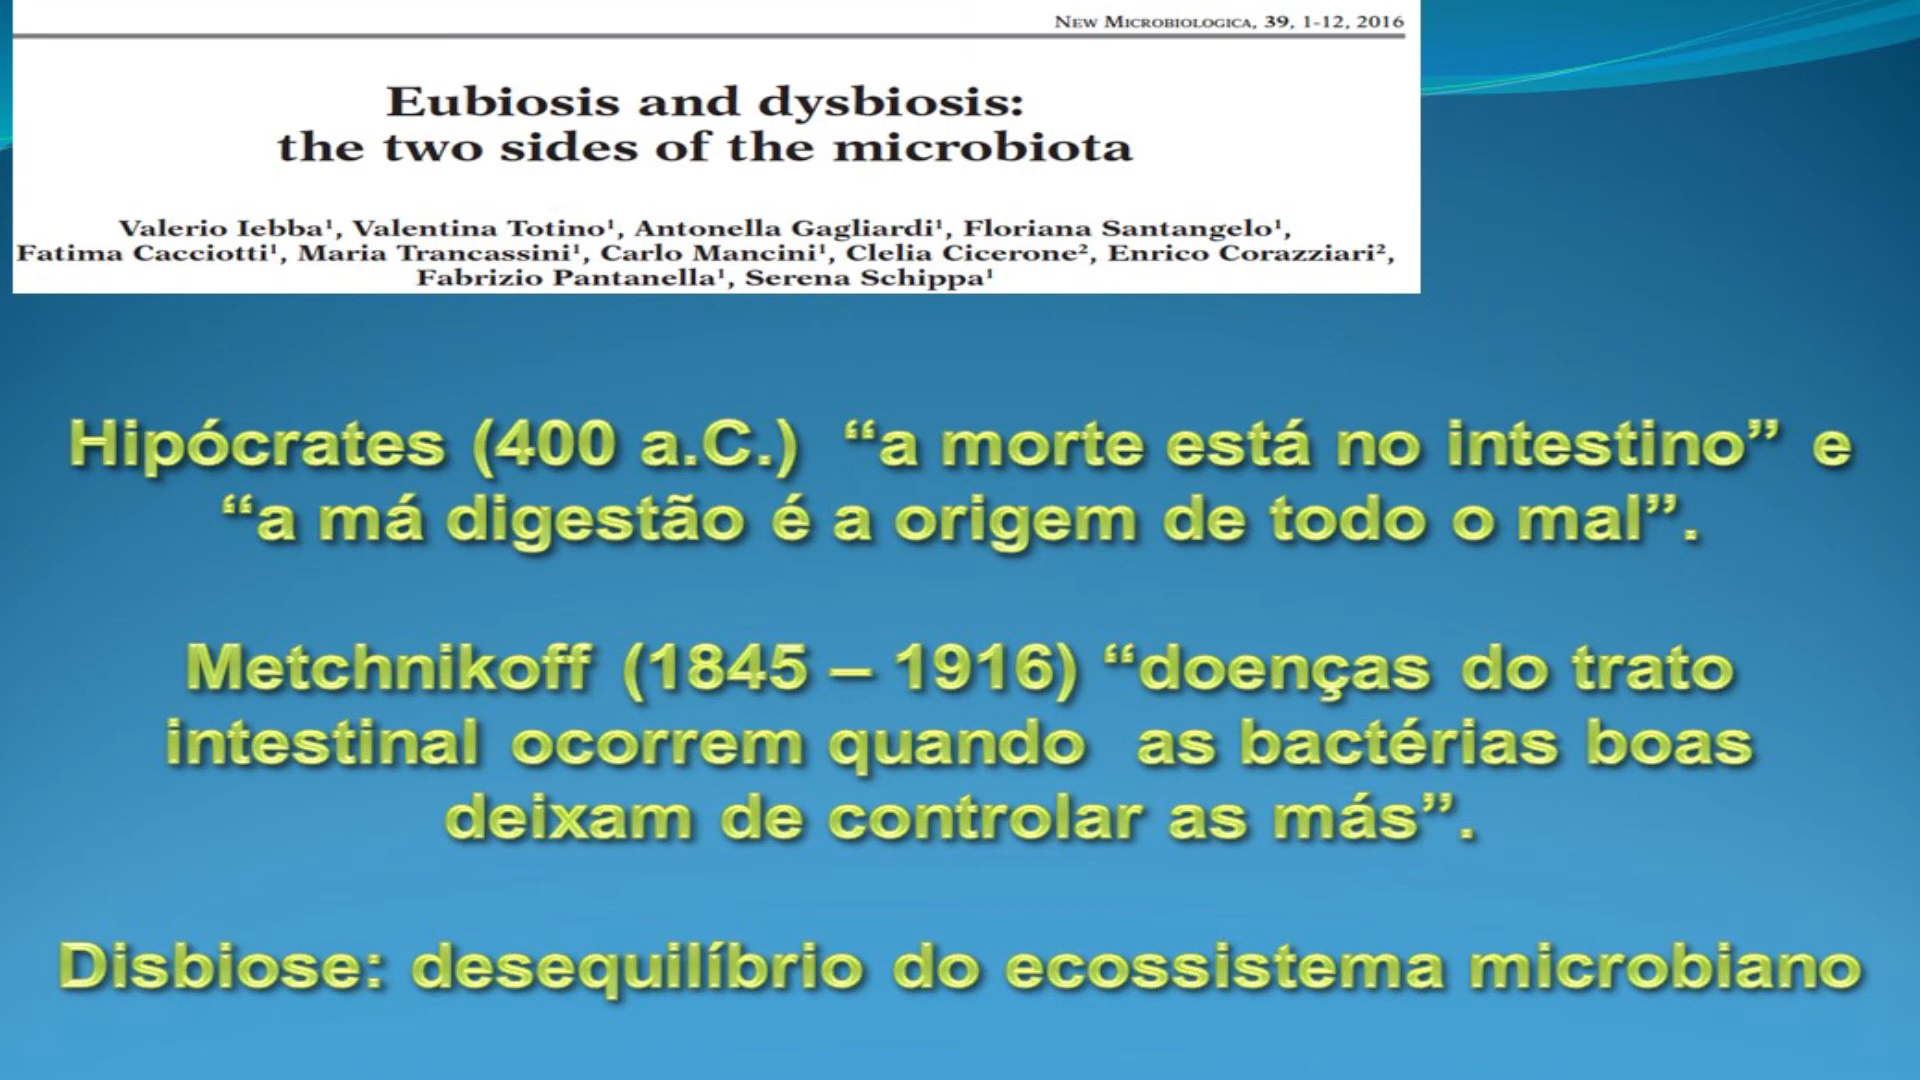 New Microbiologica, 39, 1-12, 2016
Eubiosis and dysbiosis:
the two sides of the microbiota
Valerio Iebba¹, Valentina Totino¹, Antonella Gagliardi¹, Floriana Santangelo¹,
Fatima Cacciotti¹, Maria Trancassini¹, Carlo Mancini¹, Clelia Cicerone², Enrico Corazziari²,
Fabrizio Pantanella¹, Serena Schippa¹
Hipócrates (400 a.C.) “a morte está no intestino” e
“a má digestão é a origem de todo o mal”.
Metchnikoff (1845 – 1916) “doenças do trato
intestinal ocorrem quando as bactérias boas
deixam de controlar as más”.
Disbiose: desequilíbrio do ecossistema microbiano